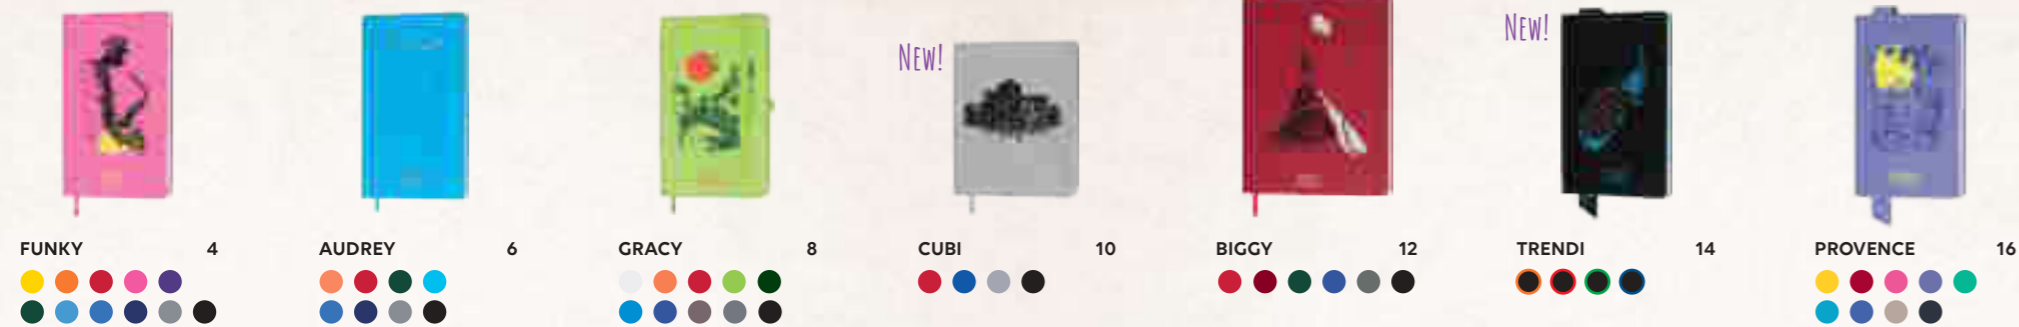 New!
New!
FUNKY 4
AUDREY 6
GRACY 8
CUBI 10
BIGGY 12
TRENDI 14
PROVENCE 16